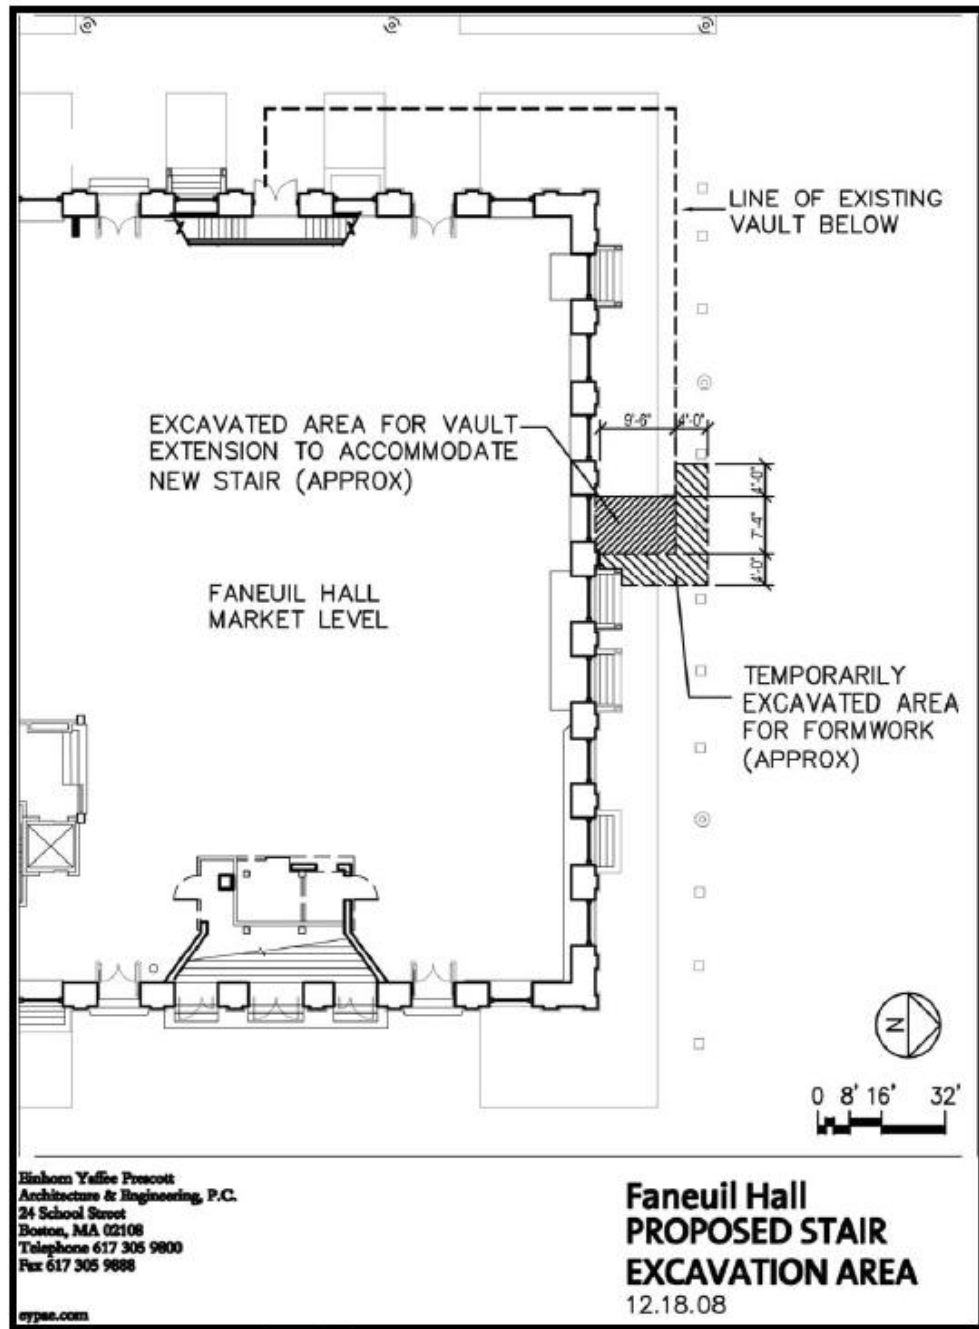 LINE OF EXISTING
VAULT BELOW
9'-6"
4'-0"
EXCAVATED AREA FOR VAULT
EXTENSION TO ACCOMMODATE
NEW STAIR (APPROX)
4'-0"
7'-4"
4'-0"
FANEUIL HALL
MARKET LEVEL
TEMPORARILY
EXCAVATED AREA
FOR FORMWORK
(APPROX)
N
0 8' 16' 32'
Einhorn Yaffee Prescott
Architecture & Engineering, P.C.
24 School Street
Boston, MA 02108
Telephone 617 305 9800
Fax 617 305 9888
eypae.com
Faneuil Hall
PROPOSED STAIR
EXCAVATION AREA
12.18.08